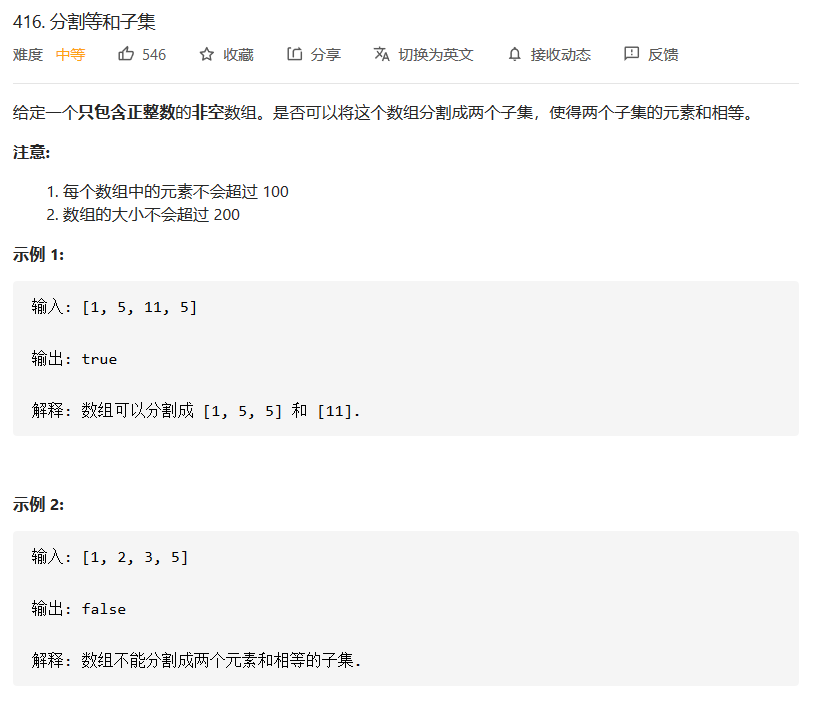 416. 分割等和子集
难度 中等 546 收藏 分享 切换为英文 接收动态 反馈
给定一个只包含正整数的非空数组。是否可以将这个数组分割成两个子集，使得两个子集的元素和相等。
注意:
1. 每个数组中的元素不会超过 100
2. 数组的大小不会超过 200
示例 1:
输入: [1, 5, 11, 5]
输出: true
解释: 数组可以分割成 [1, 5, 5] 和 [11].
示例 2:
输入: [1, 2, 3, 5]
输出: false
解释: 数组不能分割成两个元素和相等的子集.